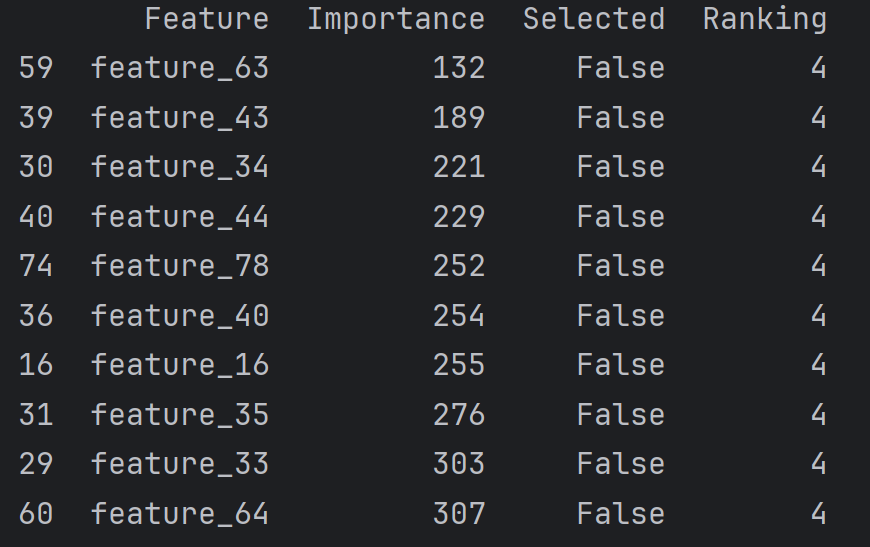 Feature Importance Selected Ranking
59 feature_63 132 False 4
39 feature_43 189 False 4
30 feature_34 221 False 4
40 feature_44 229 False 4
74 feature_78 252 False 4
36 feature_40 254 False 4
16 feature_16 255 False 4
31 feature_35 276 False 4
29 feature_33 303 False 4
60 feature_64 307 False 4